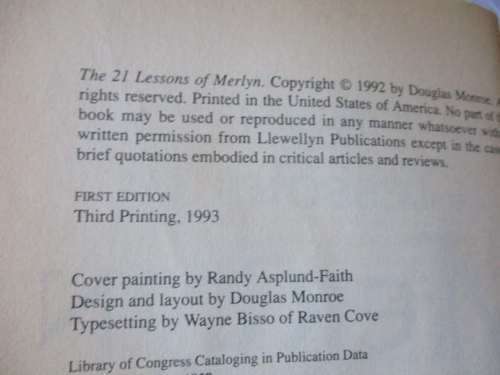 The 21 Lessons of Merlyn. Copyright © 1992 by Douglas Monroe.
rights reserved. Printed in the United States of America. No part of
book may be used or reproduced in any manner whatsoever
written permission from Llewellyn Publications except in the
brief quotations embodied in critical articles and reviews.
FIRST EDITION
Third Printing, 1993
Cover painting by Randy Asplund-Faith
Design and layout by Douglas Monroe
Typesetting by Wayne Bisso of Raven Cove
Library of Congress Cataloging in Publication Data